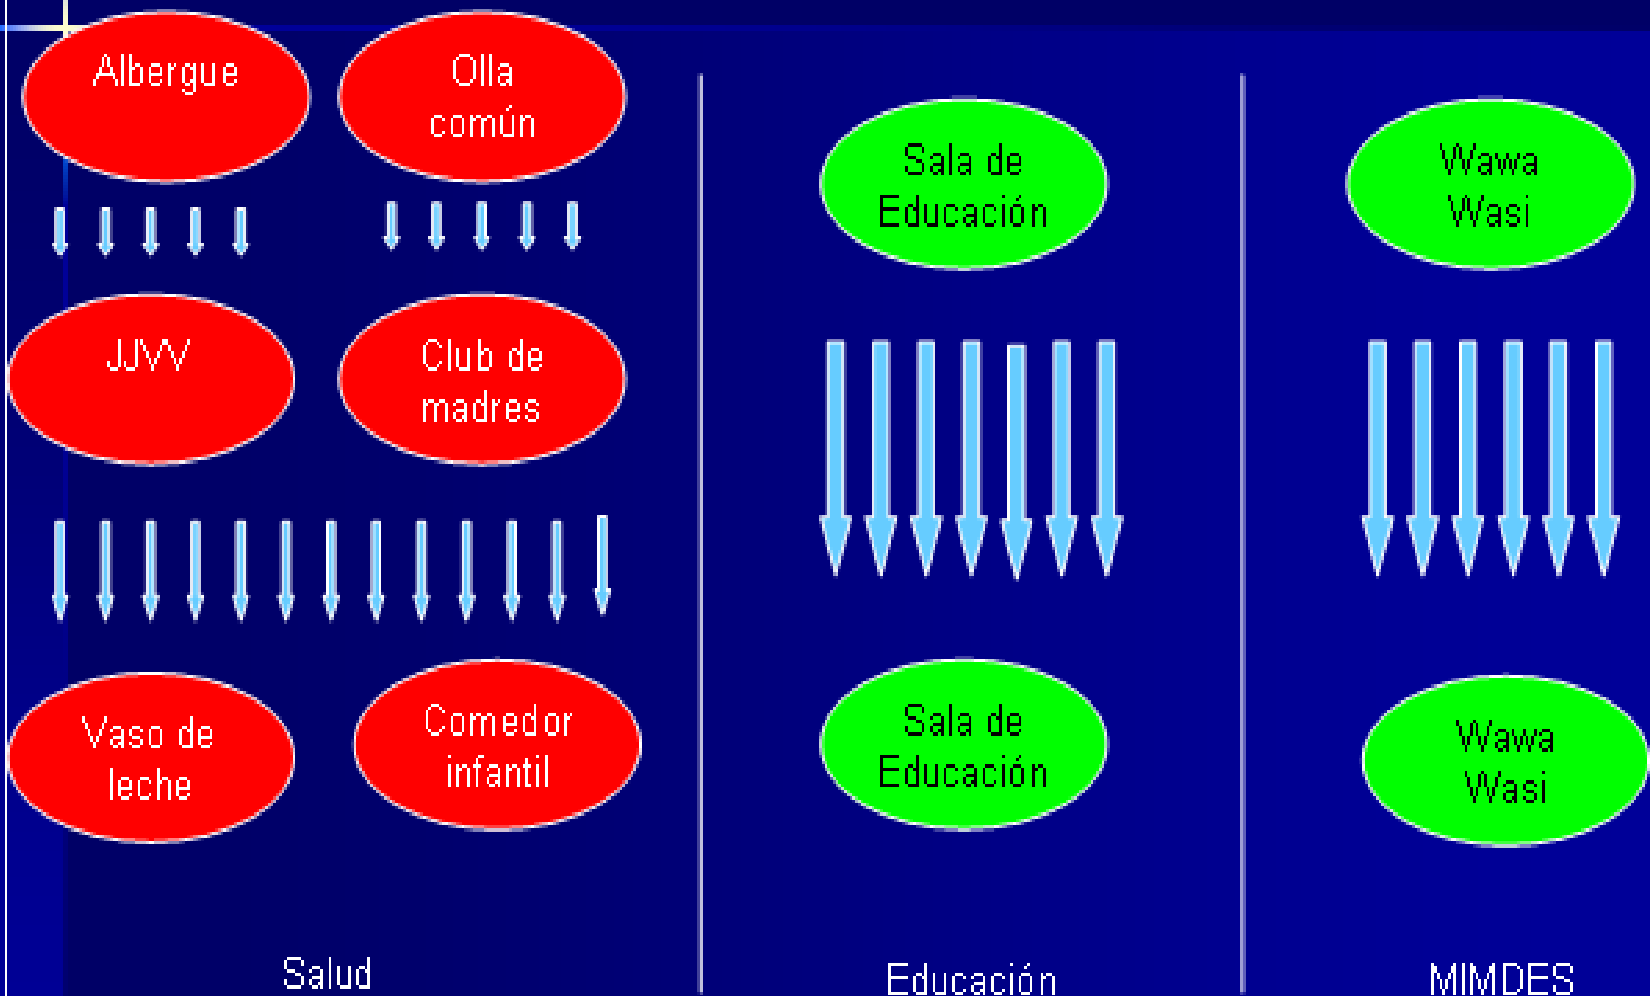 Albergue
Olla
común
JJVV
Club de
madres
Vaso de
leche
Comedor
infantil
Salud
Sala de
Educación
Sala de
Educación
Educación
Wawa
Wasi
Wawa
Wasi
MIMDES